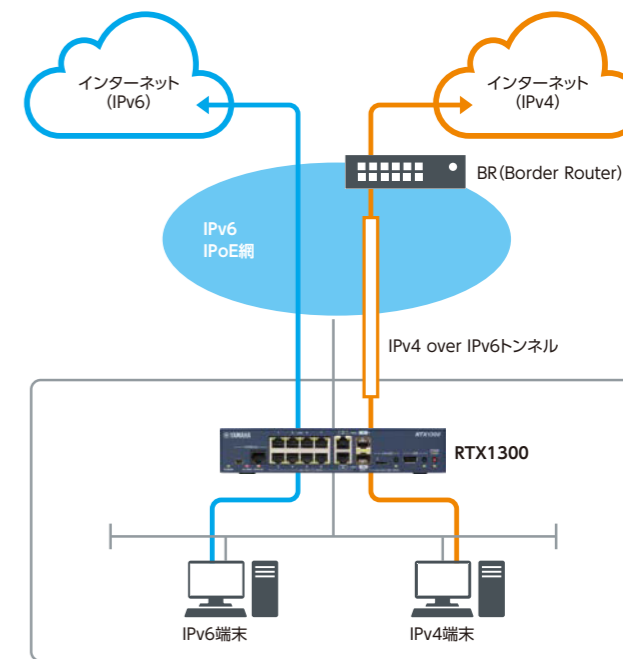 インターネット
(IPv6)
インターネット
(IPv4)
BR(Border Router)
IPv6
IPoE網
IPv4 over IPv6トンネル
YAMAHA
RTX1300
RTX1300
IPv6端末
IPv4端末